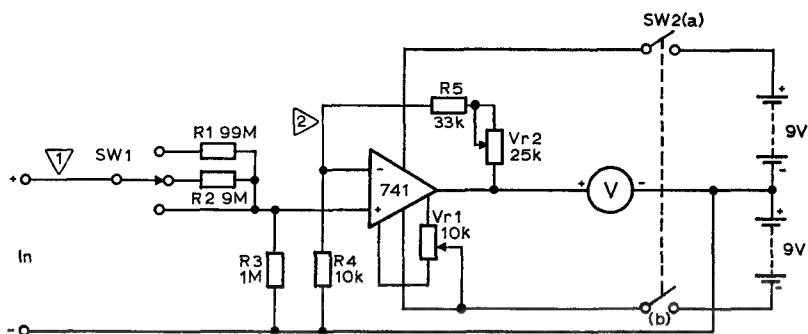 SW2(a)
R5
33k
2
Vr2
25k
+
9V
-
R1 99M
1
SW1
+
R2 9M
-
741
+
+ V -
Vr1
10k
+
9V
-
In
R3
1M
R4
10k
(b)
-